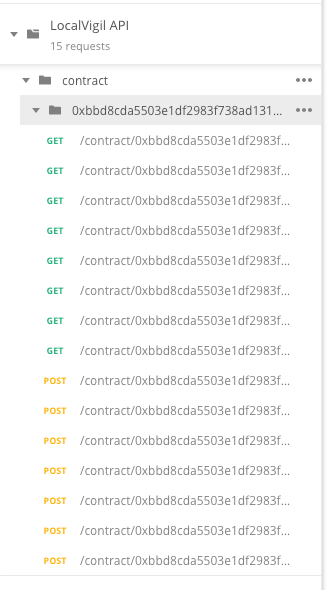 LocalVigil API
15 requests
contract
0xbbd8cda5503e1df2983f738ad131...
GET /contract/0xbbd8cda5503e1df2983f...
GET /contract/0xbbd8cda5503e1df2983f...
GET /contract/0xbbd8cda5503e1df2983f...
GET /contract/0xbbd8cda5503e1df2983f...
GET /contract/0xbbd8cda5503e1df2983f...
GET /contract/0xbbd8cda5503e1df2983f...
GET /contract/0xbbd8cda5503e1df2983f...
GET /contract/0xbbd8cda5503e1df2983f...
POST /contract/0xbbd8cda5503e1df2983f...
POST /contract/0xbbd8cda5503e1df2983f...
POST /contract/0xbbd8cda5503e1df2983f...
POST /contract/0xbbd8cda5503e1df2983f...
POST /contract/0xbbd8cda5503e1df2983f...
POST /contract/0xbbd8cda5503e1df2983f...
POST /contract/0xbbd8cda5503e1df2983f...